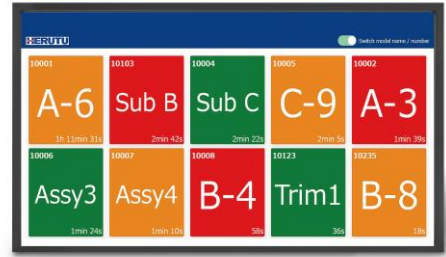 HERUTU
Switch model name / number
10001
A-6
1h 11min 31s
10103
Sub B
2min 42s
10004
Sub C
2min 22s
10005
C-9
2min 5s
10002
A-3
1min 39s
10006
Assy3
1min 24s
10007
Assy4
1min 10s
10008
B-4
58s
10123
Trim1
36s
10235
B-8
18s